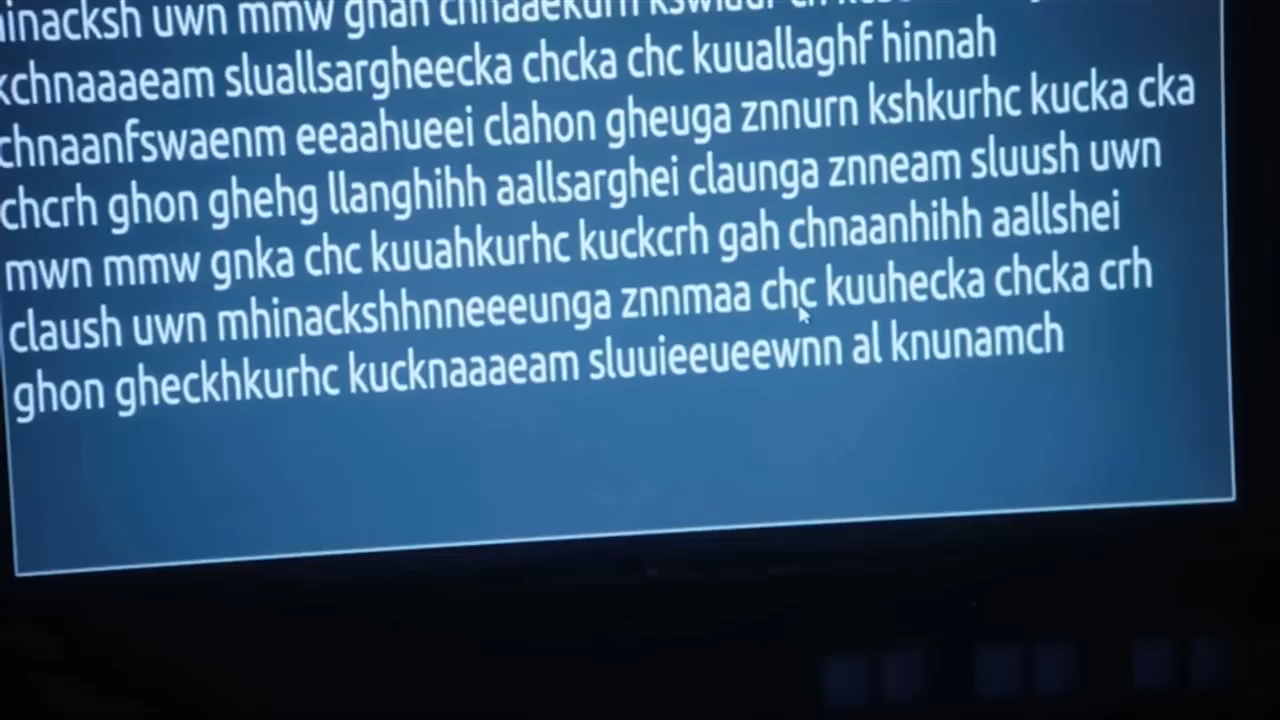 uwn mmw
sluallsargheecka chcka chc kuuallaghf hinnah
chnaanfswaenm eeaahueei clahon gheuga znnurn kshkurhc kucka cka
chcrh ghon ghehg llanghihh aallsarghei claunga znneam sluush uwn
mwn mmw gnka chc kuuahkurhc kuckcrh gah chnaanhihh aallshei
claush uwn mhinackshhnneeeunga znnmaa chc kuuhecka chcka crh
ghon gheckhkurhc kucknaaaeam sluuieeueewnn al knunamch